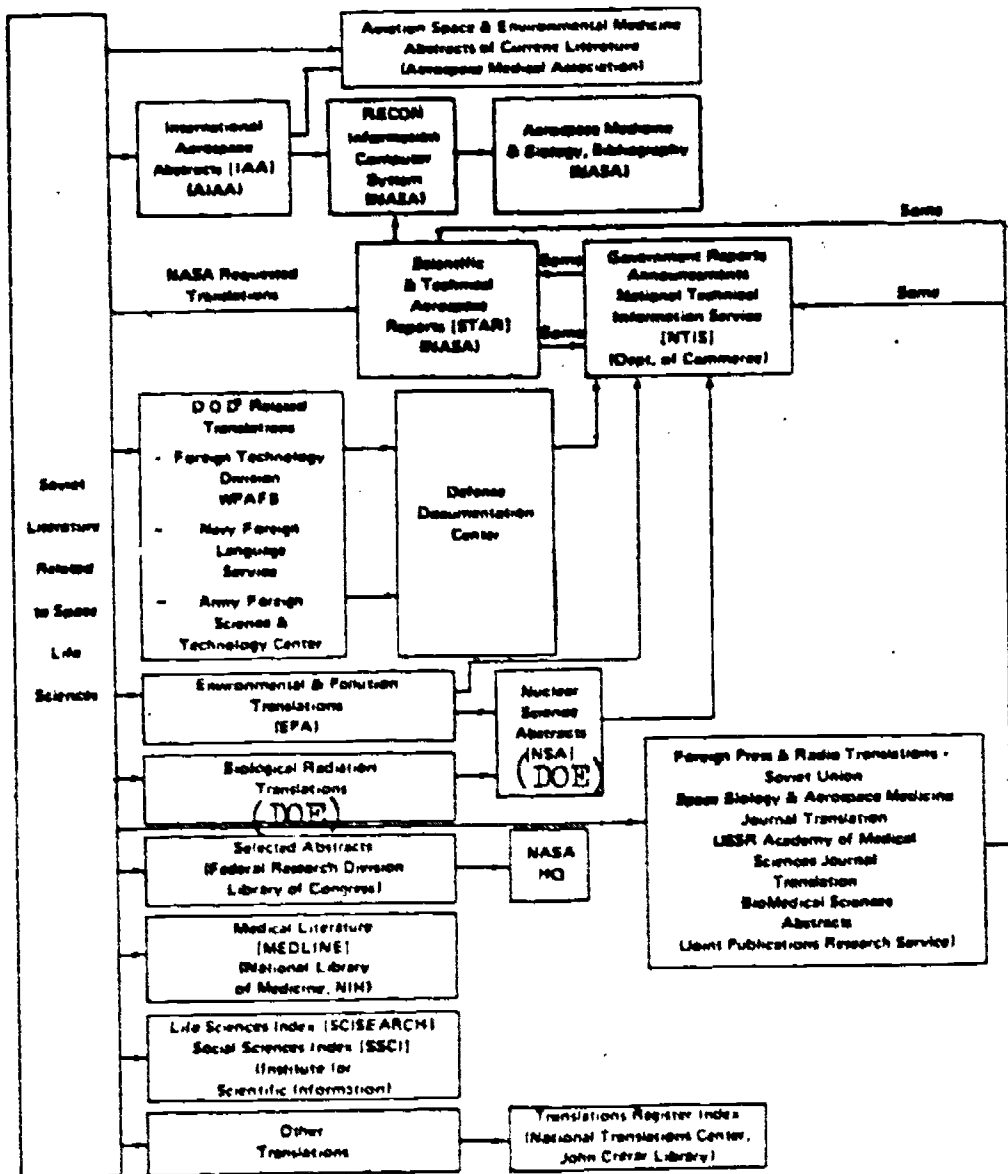 Aviation Space & Environmental Medicine
Abstracts of Current Literature
(Aerospace Medical Association)
International
Aerospace
Abstracts [IAA]
(AIAA)
RECON
Information
Computer
System
(NASA)
Aerospace Medicine
& Biology, Bibliography
(NASA)
Some
NASA Requested
Translations
Scientific
& Technical
Aerospace
Reports [STAR]
(NASA)
Some
Some
Government Reports
Announcements
National Technical
Information Service
[NTIS]
(Dept. of Commerce)
Some
Soviet
Literature
Related
to Space
Life
Sciences
D O D Related
Translations
- Foreign Technology
Division
WPAFB
- Navy Foreign
Language
Service
- Army Foreign
Science &
Technology Center
Defense
Documentation
Center
Environmental & Pollution
Translations
(EPA)
Nuclear
Science
Abstracts
[NSA]
(DOE)
Biological Radiation
Translations
(DOE)
Foreign Press & Radio Translations -
Soviet Union
Space Biology & Aerospace Medicine
Journal Translation
USSR Academy of Medical
Sciences Journal
Translation
BioMedical Sciences
Abstracts
(Joint Publications Research Service)
Selected Abstracts
(Federal Research Division
Library of Congress)
NASA
HQ
Medical Literature
[MEDLINE]
(National Library
of Medicine, NIH)
Life Sciences Index [SCISEARCH]
Social Sciences Index [SSCI]
(Institute for
Scientific Information)
Other
Translations
Translations Register Index
(National Translations Center,
John Crerar Library)